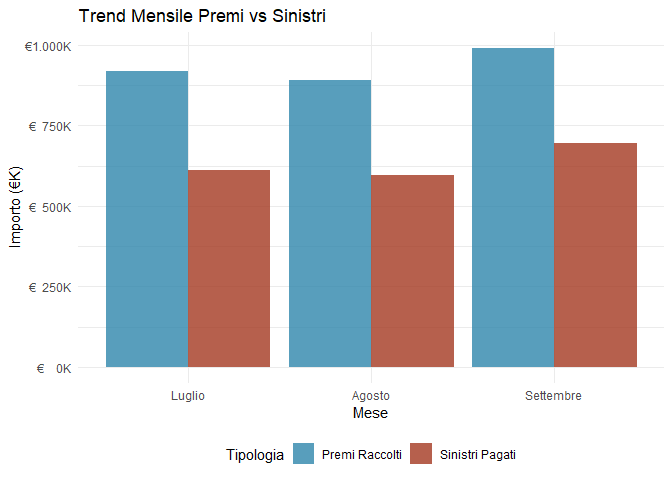 Trend Mensile Premi vs Sinistri
€1.000K
€ 750K
€ 500K
€ 250K
€ 0K
Importo (€K)
Luglio Agosto Settembre
Mese
Tipologia Premi Raccolti Sinistri Pagati